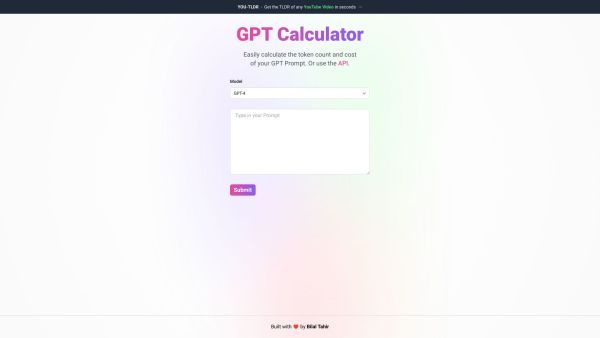 YOU-TLDR - Get the TLDR of any YouTube Video in seconds →
GPT Calculator
Easily calculate the token count and cost
of your GPT Prompt. Or use the API.
Model
GPT-4
Type in your Prompt
Submit
Built with ❤️ by Bilal Tahir